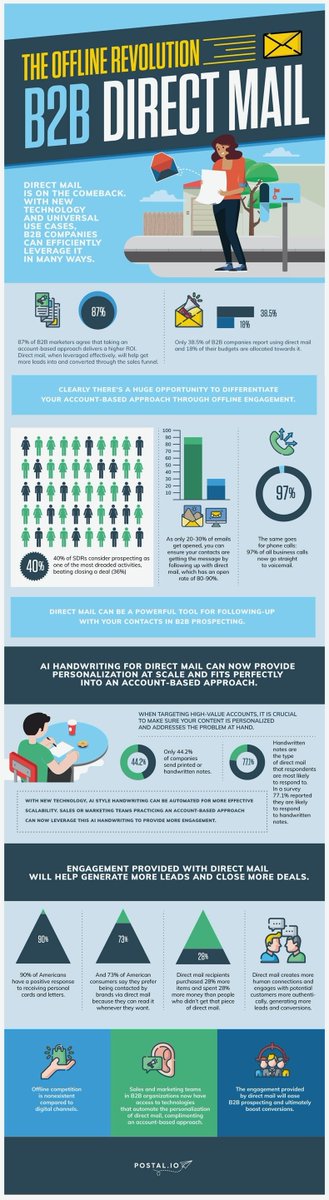 THE OFFLINE REVOLUTION
B2B DIRECT MAIL
DIRECT MAIL
IS ON THE COMEBACK.
WITH NEW
TECHNOLOGY
AND UNIVERSAL
USE CASES,
B2B COMPANIES
CAN EFFICIENTLY
LEVERAGE IT
IN MANY WAYS.
87%
87% of B2B marketers agree that taking an
account-based approach delivers a higher ROI.
Direct mail, when leveraged effectively, will help get
more leads into and converted through the sales funnel.
38.5%
18%
Only 38.5% of B2B companies report using direct mail
and 18% of their budgets are allocated towards it.
CLEARLY THERE'S A HUGE OPPORTUNITY TO DIFFERENTIATE
YOUR ACCOUNT-BASED APPROACH THROUGH OFFLINE ENGAGEMENT.
40%
40% of SDRs consider prospecting as
one of the most dreaded activities,
beating closing a deal (36%)
100
90
80
70
60
50
40
30
20
10
0
As only 20-30% of emails
get opened, you can
ensure your contacts are
getting the message by
following up with direct
mail, which has an open
rate of 80-90%.
97%
The same goes
for phone calls:
97% of all business
calls now go
straight to
voicemail.
DIRECT MAIL CAN BE A POWERFUL TOOL FOR FOLLOWING-UP
WITH YOUR CONTACTS IN B2B PROSPECTING.
AI HANDWRITING FOR DIRECT MAIL CAN NOW PROVIDE
PERSONALIZATION AT SCALE AND FITS PERFECTLY
INTO AN ACCOUNT-BASED APPROACH.
WHEN TARGETING HIGH-VALUE ACCOUNTS, IT IS CRUCIAL
TO MAKE SURE YOUR CONTENT IS PERSONALIZED
AND ADDRESSES THE PROBLEM AT HAND.
44.2%
Only 44.2%
of companies
send printed or
handwritten notes.
77.1%
Handwritten
notes are
the type
of direct mail
that respondents
are most likely
to respond to.
In a survey
77.1% reported
they are likely
to respond
to handwritten
notes.
WITH NEW TECHNOLOGY, AI STYLE HANDWRITING CAN BE AUTOMATED FOR MORE EFFECTIVE
SCALABILITY. SALES OR MARKETING TEAMS PRACTICING AN ACCOUNT-BASED APPROACH
CAN NOW LEVERAGE THIS AI HANDWRITING TO PROVIDE MORE ENGAGEMENT.
ENGAGEMENT PROVIDED WITH DIRECT MAIL
WILL HELP GENERATE MORE LEADS AND CLOSE MORE DEALS.
90%
90% of Americans
have a positive response
to receiving personal
cards and letters.
73%
And 73% of American
consumers say they prefer
being contacted by
brands via direct mail
because they can read it
whenever they want.
28%
Direct mail recipients
purchased 28% more
items and spent 28%
more money than people
who didn't get that piece
of direct mail.
Direct mail creates more
human connections and
engages with potential
customers more authenti-
cally, generating more
leads and conversions.
Offline competition
is nonexistent
compared to
digital channels.
Sales and marketing teams
in B2B organizations now have
access to technologies
that automate the personalization
of direct mail, complimenting
an account-based approach.
The engagement provided
by direct mail will ease
B2B prospecting and ultimately
boost conversions.
POSTAL.IO